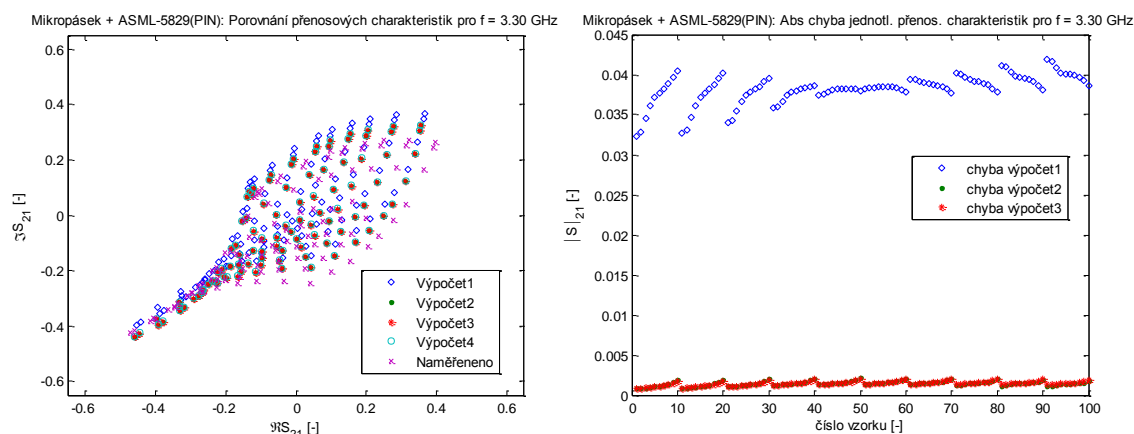 Mikropásek + ASML-5829(PIN): Porovnání přenosových charakteristik pro f = 3.30 GHz
0.6
0.4
0.2
0
-0.2
-0.4
-0.6
ℑS21 [-]
Výpočet1
Výpočet2
Výpočet3
Výpočet4
Naměřeneno
-0.6 -0.4 -0.2 0 0.2 0.4 0.6
ℜS21 [-]
Mikropásek + ASML-5829(PIN): Abs chyba jednotl. přenos. charakteristik pro f = 3.30 GHz
0.045
0.04
0.035
0.03
0.025
0.02
0.015
0.01
0.005
0
|S|21 [-]
chyba výpočet1
chyba výpočet2
chyba výpočet3
0 10 20 30 40 50 60 70 80 90 100
číslo vzorku [-]